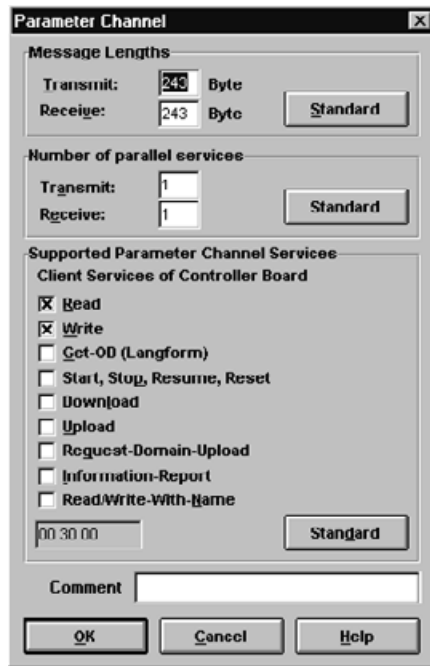 Parameter Channel
Message Lengths
Transmit: 243 Byte
Receive: 243 Byte
Standard
Number of parallel services
Transmit: 1
Receive: 1
Standard
Supported Parameter Channel Services
Client Services of Controller Board
Read
Write
Get-OD (Langform)
Start, Stop, Resume, Reset
Download
Upload
Request-Domain-Upload
Information-Report
Read/Write-With-Name
00 30 00 Standard
Comment
OK Cancel Help